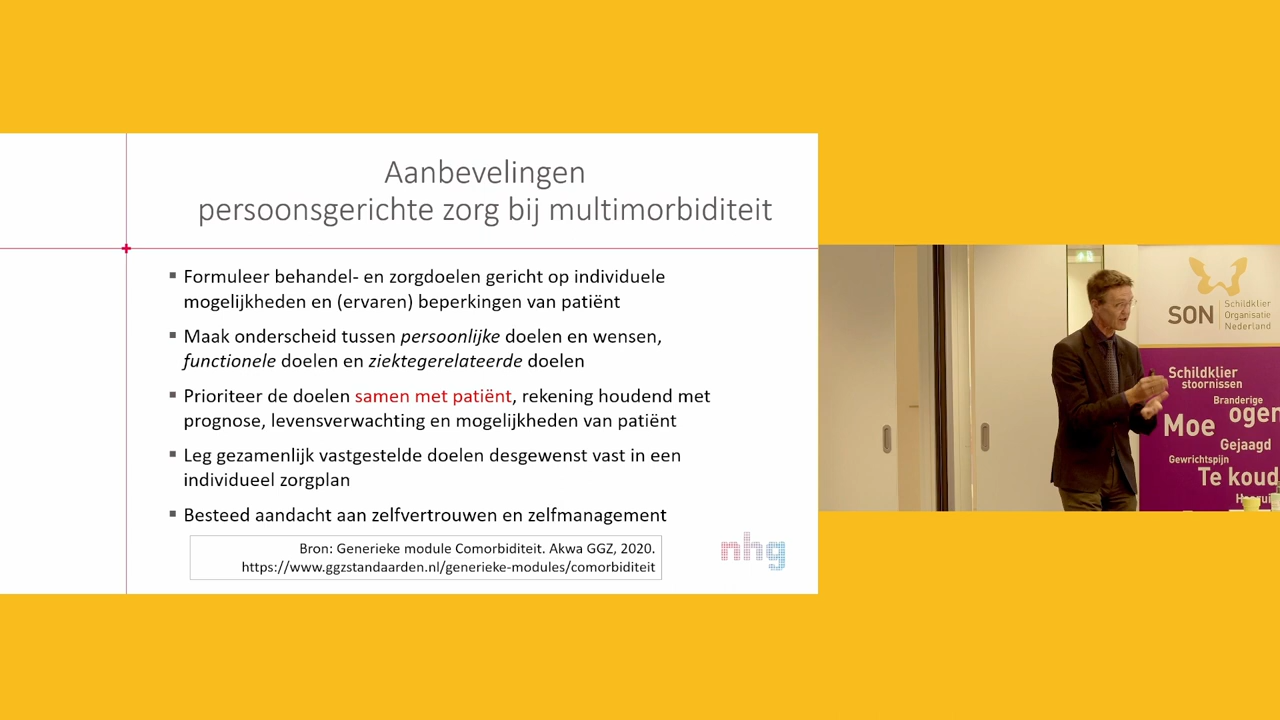 Aanbevelingen
persoonsgerichte zorg bij multimorbiditeit
▪ Formuleer behandel- en zorgdoelen gericht op individuele
mogelijkheden en (ervaren) beperkingen van patiënt
▪ Maak onderscheid tussen persoonlijke doelen en wensen,
functionele doelen en ziektegerelateerde doelen
▪ Prioriteer de doelen samen met patiënt, rekening houdend met
prognose, levensverwachting en mogelijkheden van patiënt
▪ Leg gezamenlijk vastgestelde doelen desgewenst vast in een
individueel zorgplan
▪ Besteed aandacht aan zelfvertrouwen en zelfmanagement
Bron: Generieke module Comorbiditeit. Akwa GGZ, 2020.
https://www.ggzstandaarden.nl/generieke-modules/comorbiditeit
nhg
SON
Schildklier
Organisatie
Nederland
Schildklier
stoornissen
Branderige
ogen
Moe
Gejaagd
Gewrichtspijn
Te koud